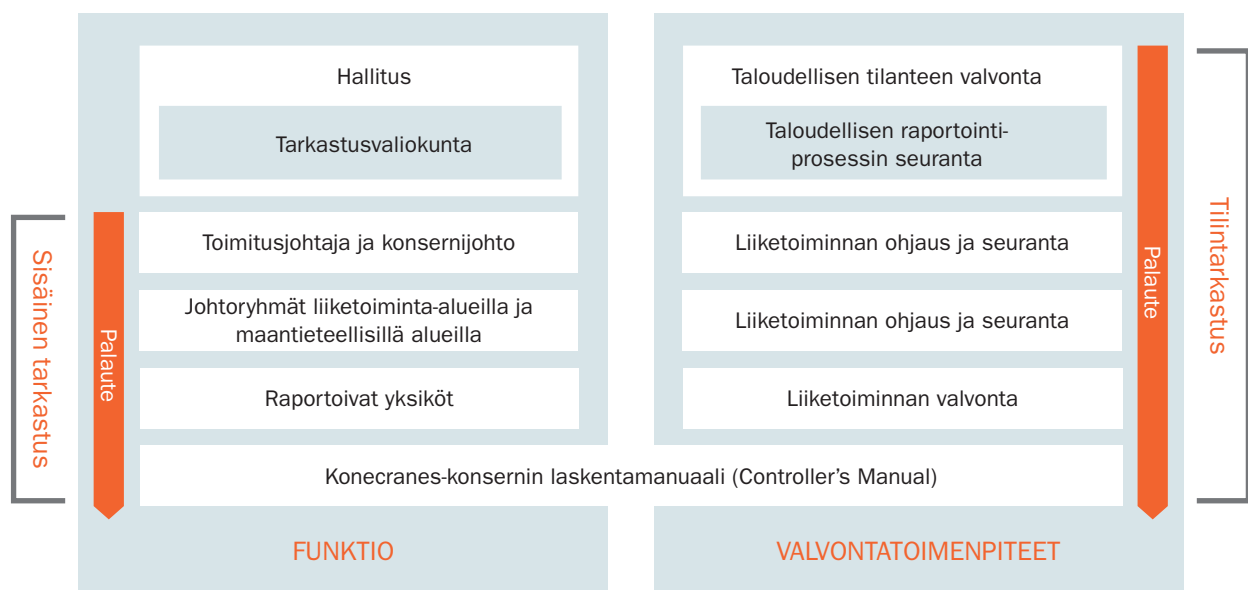 Hallitus
Tarkastusvaliokunta
Taloudellisen tilanteen valvonta
Taloudellisen raportointi-
prosessin seuranta
Toimitusjohtaja ja konsernijohto
Liiketoiminnan ohjaus ja seuranta
Johtoryhmät liiketoiminta-alueilla ja
maantieteellisillä alueilla
Liiketoiminnan ohjaus ja seuranta
Raportoivat yksiköt
Liiketoiminnan valvonta
Konecranes-konsernin laskentamanuaali (Controller’s Manual)
Sisäinen tarkastus
Palaute
Palaute
Tilintarkastus
FUNKTIO
VALVONTATOIMENPITEET